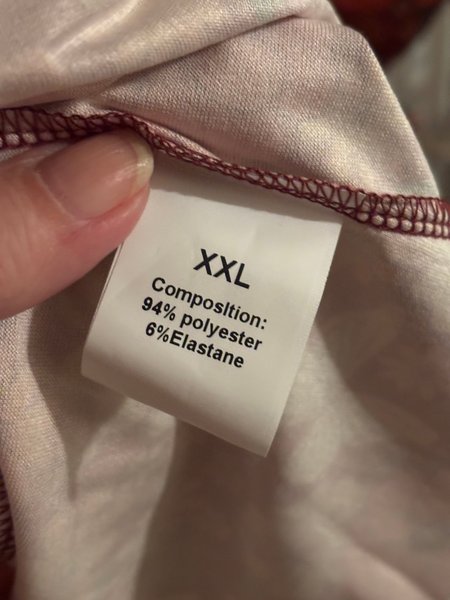 XXL
Composltion:
94% polyester
6%Elastane